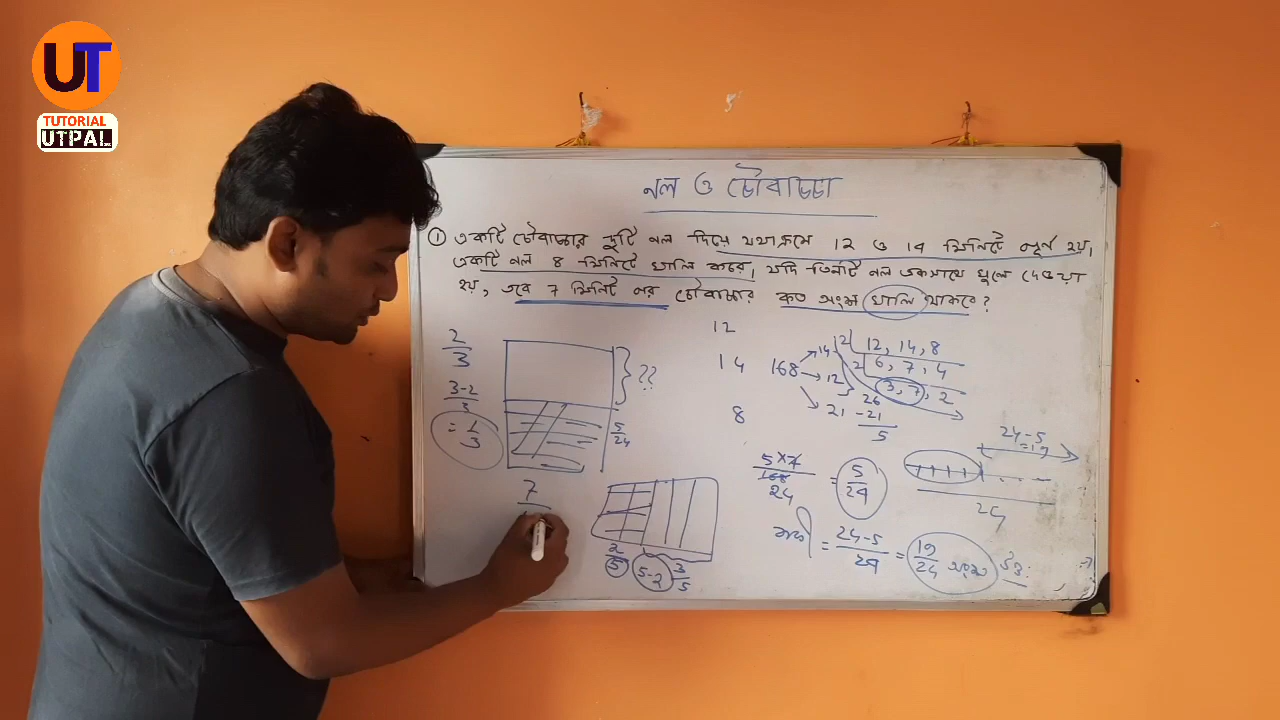 UT
TUTORIAL
UTPAL
নল ও চৌবাচ্চা
① একটি চৌবাচ্চার দুটি নল দিয়ে যথাক্রমে 12 ও 14 মিনিটে পূর্ণ হয়।
একটি নল 8 মিনিটে খালি করে, যদি তিনটি নল একসাথে খুলে দেওয়া
হয়, তবে 7 মিনিট পর চৌবাচ্চার কত অংশ খালি থাকবে?
2/3
3-2/3
= 1/3
??
5/24
12
14
8
168
14
12
21
2 | 12, 14, 8
2 | 6, 7, 4
3, 7, 2
26
-21
5
5×7/168
24
= 5/24
24-5
=19
24
বাকী = 24-5/24 = 19/24 অংশ উঃ
7
2/5
5-2
3/5